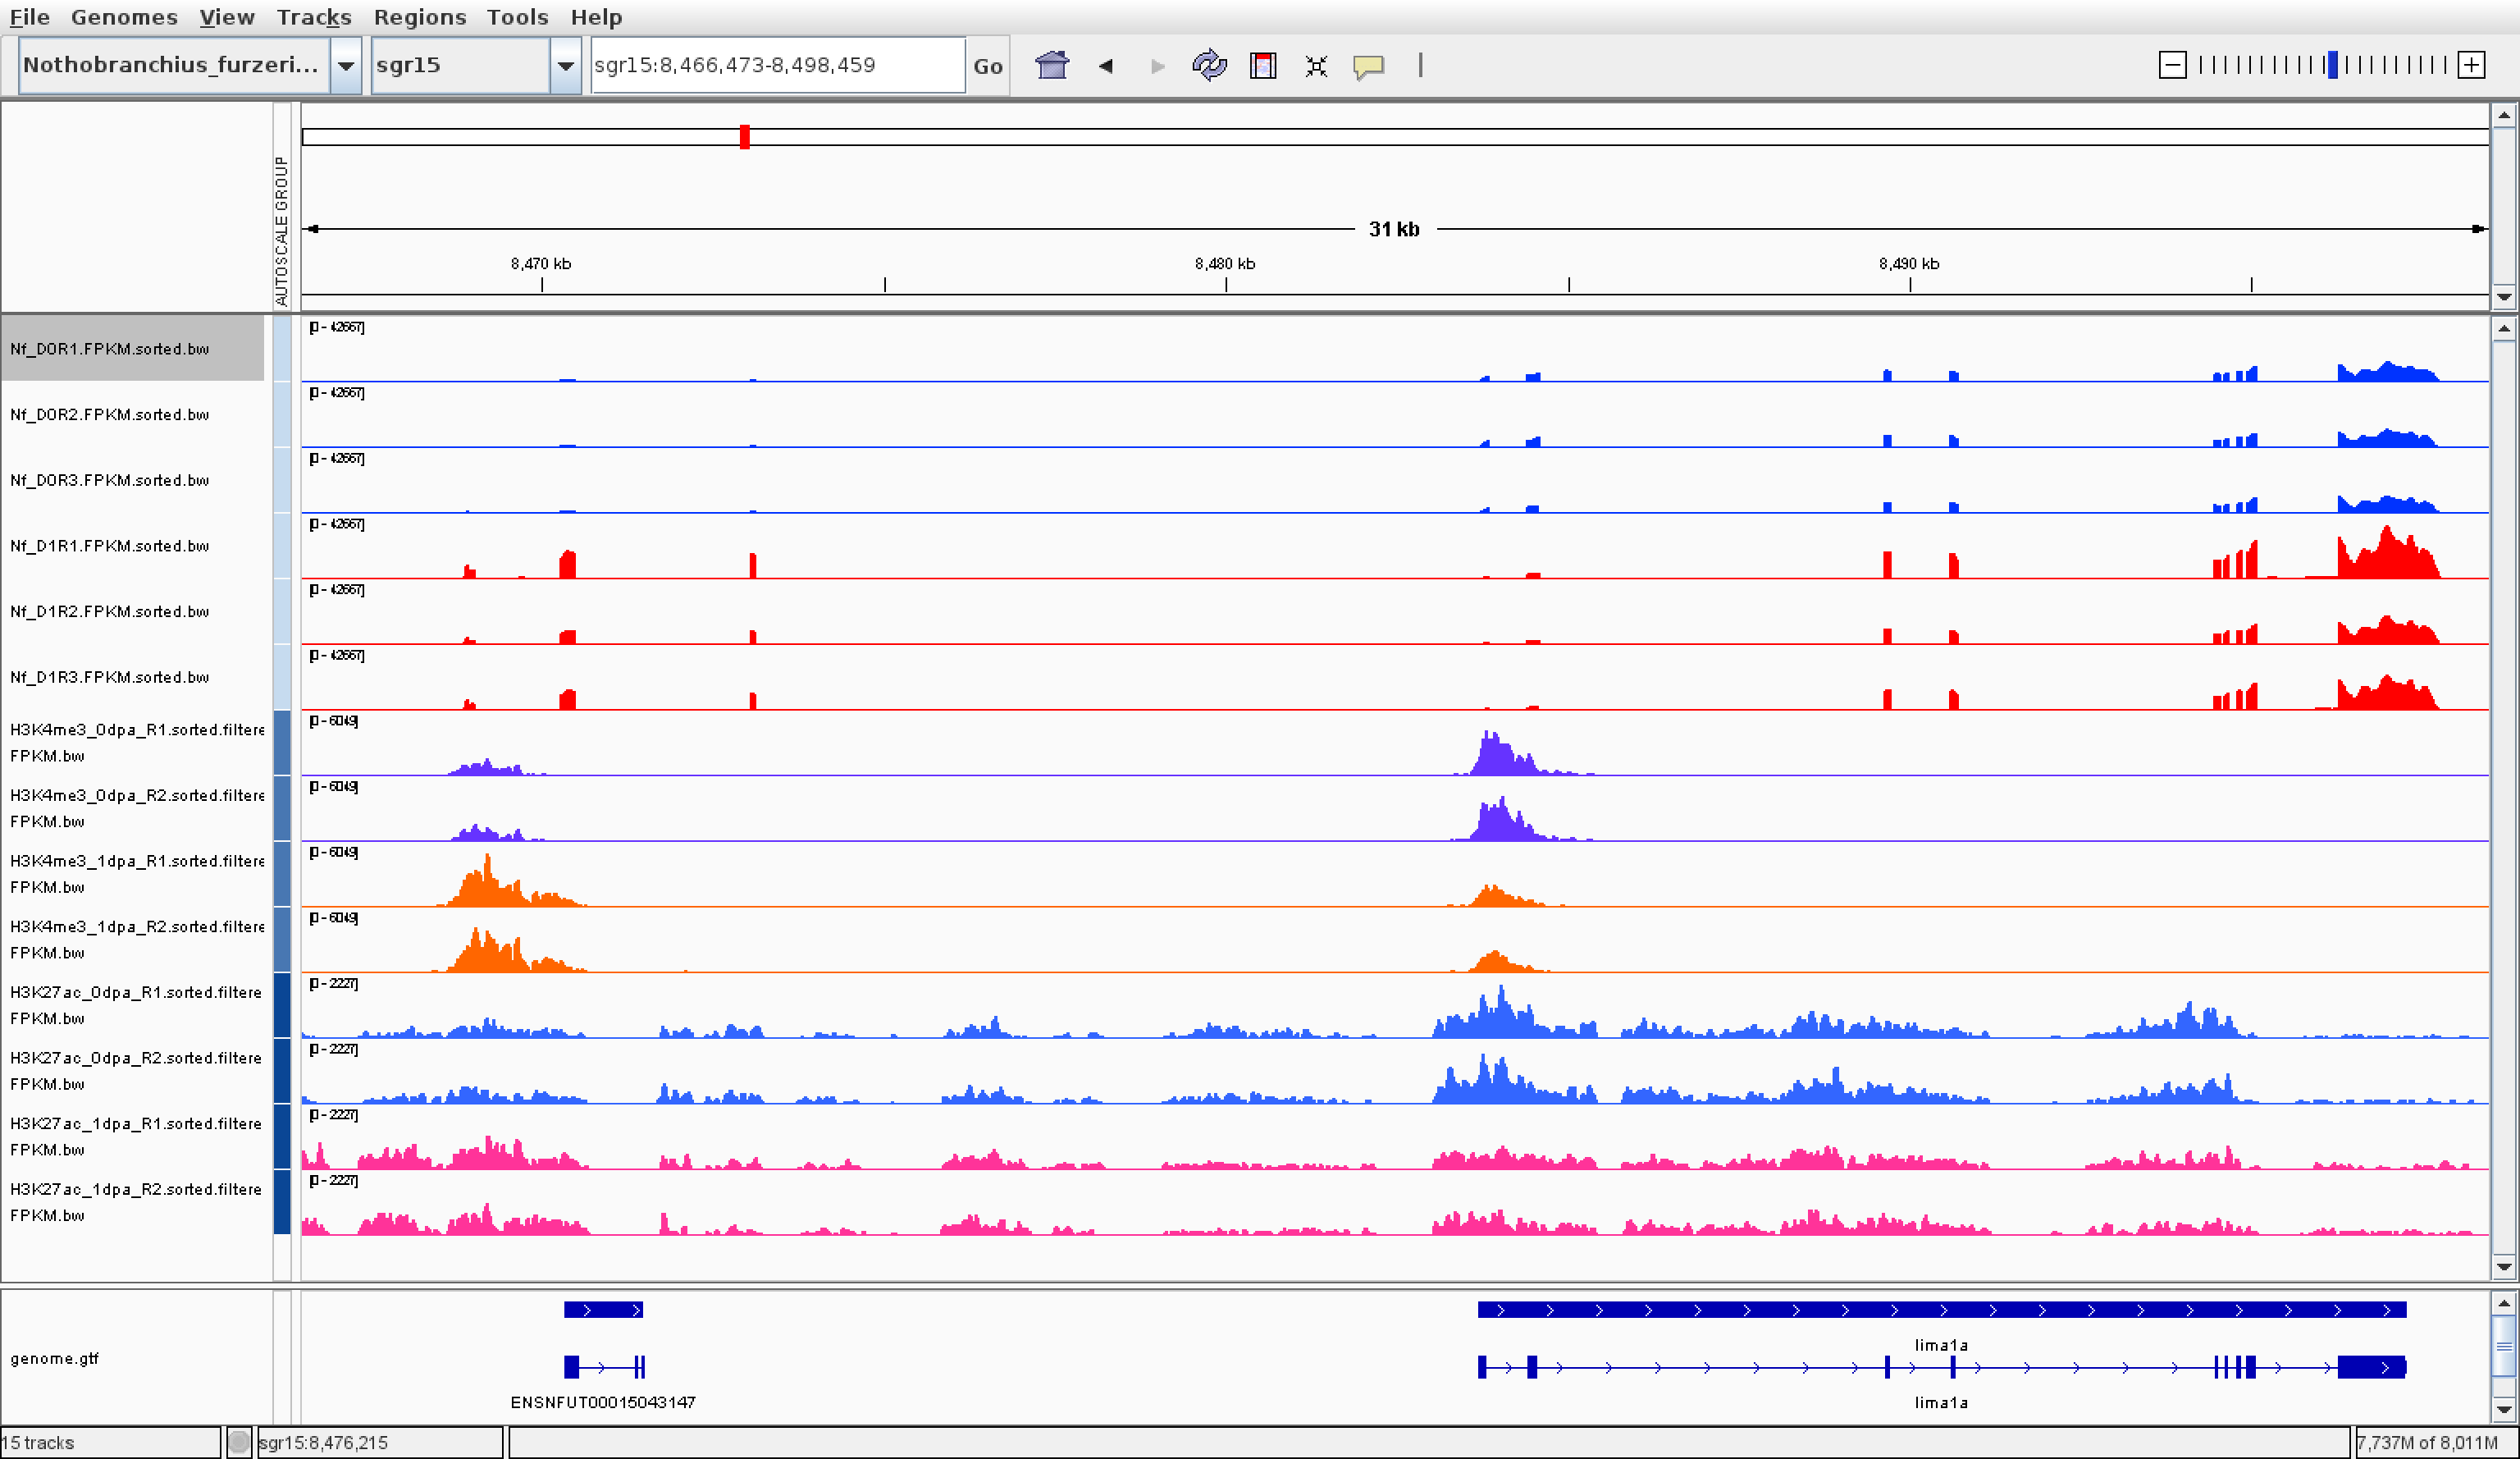 File Genomes View Tracks Regions Tools Help
Nothobranchius_furzeri... sgr15 sgr15:8,466,473-8,498,459 Go
AUTOSCALE GROUP
31 kb
8,470 kb 8,480 kb 8,490 kb
[0 - 42667]
Nf_D0R1.FPKM.sorted.bw
[0 - 42667]
Nf_D0R2.FPKM.sorted.bw
[0 - 42667]
Nf_D0R3.FPKM.sorted.bw
[0 - 42667]
Nf_D1R1.FPKM.sorted.bw
[0 - 42667]
Nf_D1R2.FPKM.sorted.bw
[0 - 42667]
Nf_D1R3.FPKM.sorted.bw
[0 - 6049]
H3K4me3_0dpa_R1.sorted.filtere
FPKM.bw
[0 - 6049]
H3K4me3_0dpa_R2.sorted.filtere
FPKM.bw
[0 - 6049]
H3K4me3_1dpa_R1.sorted.filtere
FPKM.bw
[0 - 6049]
H3K4me3_1dpa_R2.sorted.filtere
FPKM.bw
[0 - 2227]
H3K27ac_0dpa_R1.sorted.filtere
FPKM.bw
[0 - 2227]
H3K27ac_0dpa_R2.sorted.filtere
FPKM.bw
[0 - 2227]
H3K27ac_1dpa_R1.sorted.filtere
FPKM.bw
[0 - 2227]
H3K27ac_1dpa_R2.sorted.filtere
FPKM.bw
genome.gtf
lima1a
ENSNFUT00015043147 lima1a
15 tracks sgr15:8,476,215 7,737M of 8,011M